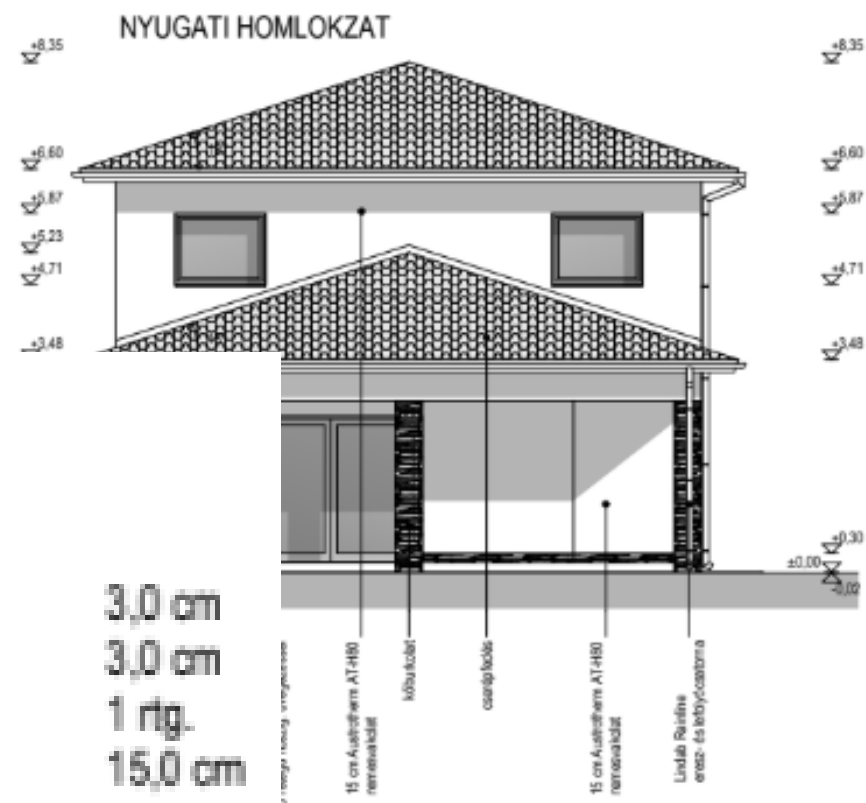 NYUGATI HOMLOKZAT
+8,35
+6,60
+5,87
+5,23
+4,71
+3,48
+8,35
+6,60
+5,87
+4,71
+3,48
+0,30
±0,00
-0,02
3,0 cm
3,0 cm
1 rtg.
15,0 cm
15 cm Austrotherm AT-H80
nemesvakolat
kőburkolat
cserépfedés
15 cm Austrotherm AT-H80
nemesvakolat
Lindab Rainline
eresz- és lefolyócsatorna